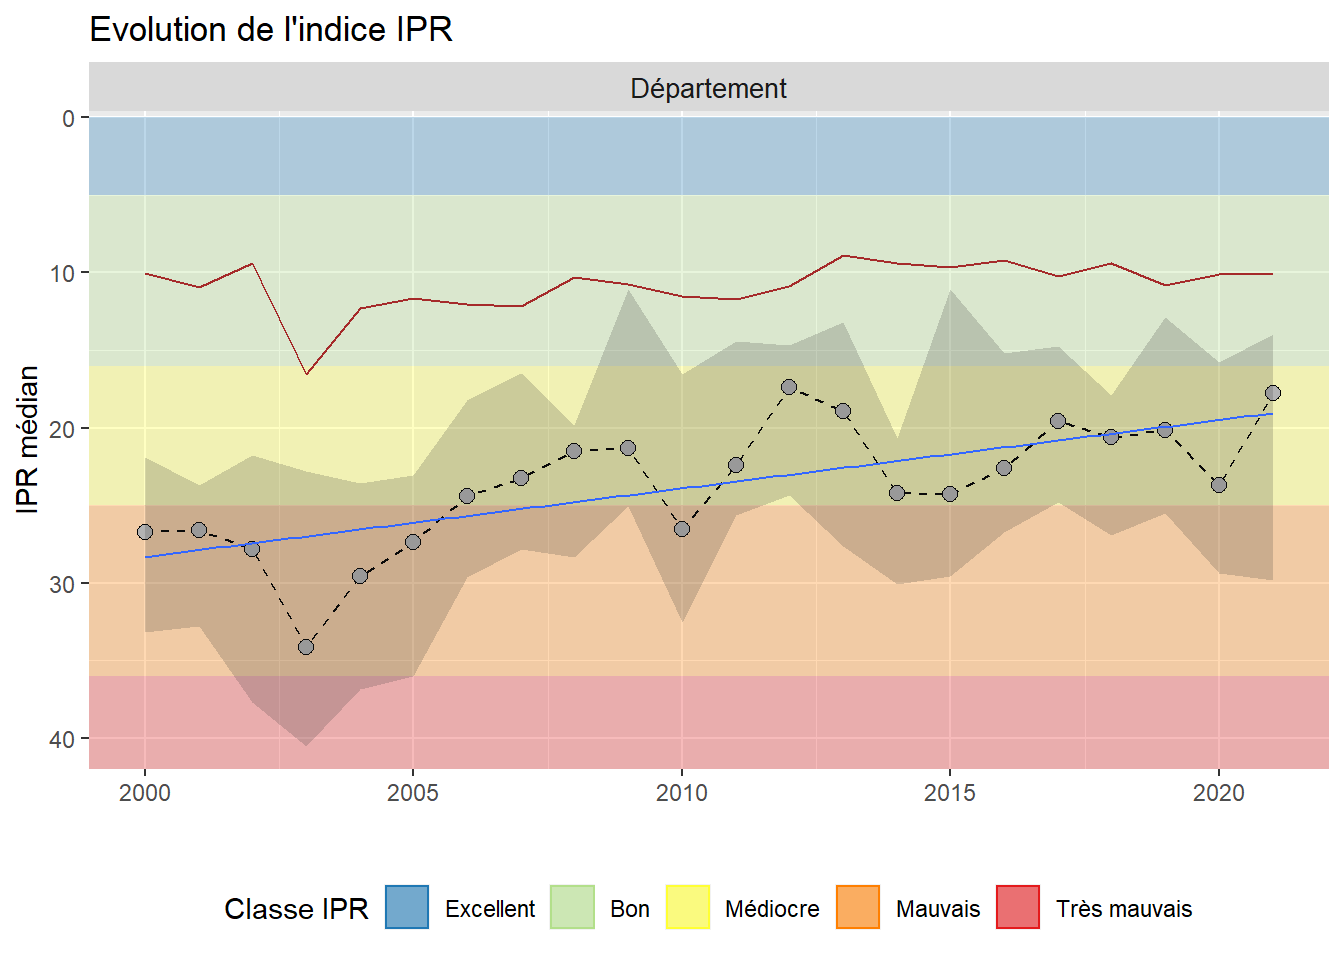 Evolution de l'indice IPR
Département
IPR médian
0
10
20
30
40
2000 2005 2010 2015 2020
Classe IPR Excellent Bon Médiocre Mauvais Très mauvais